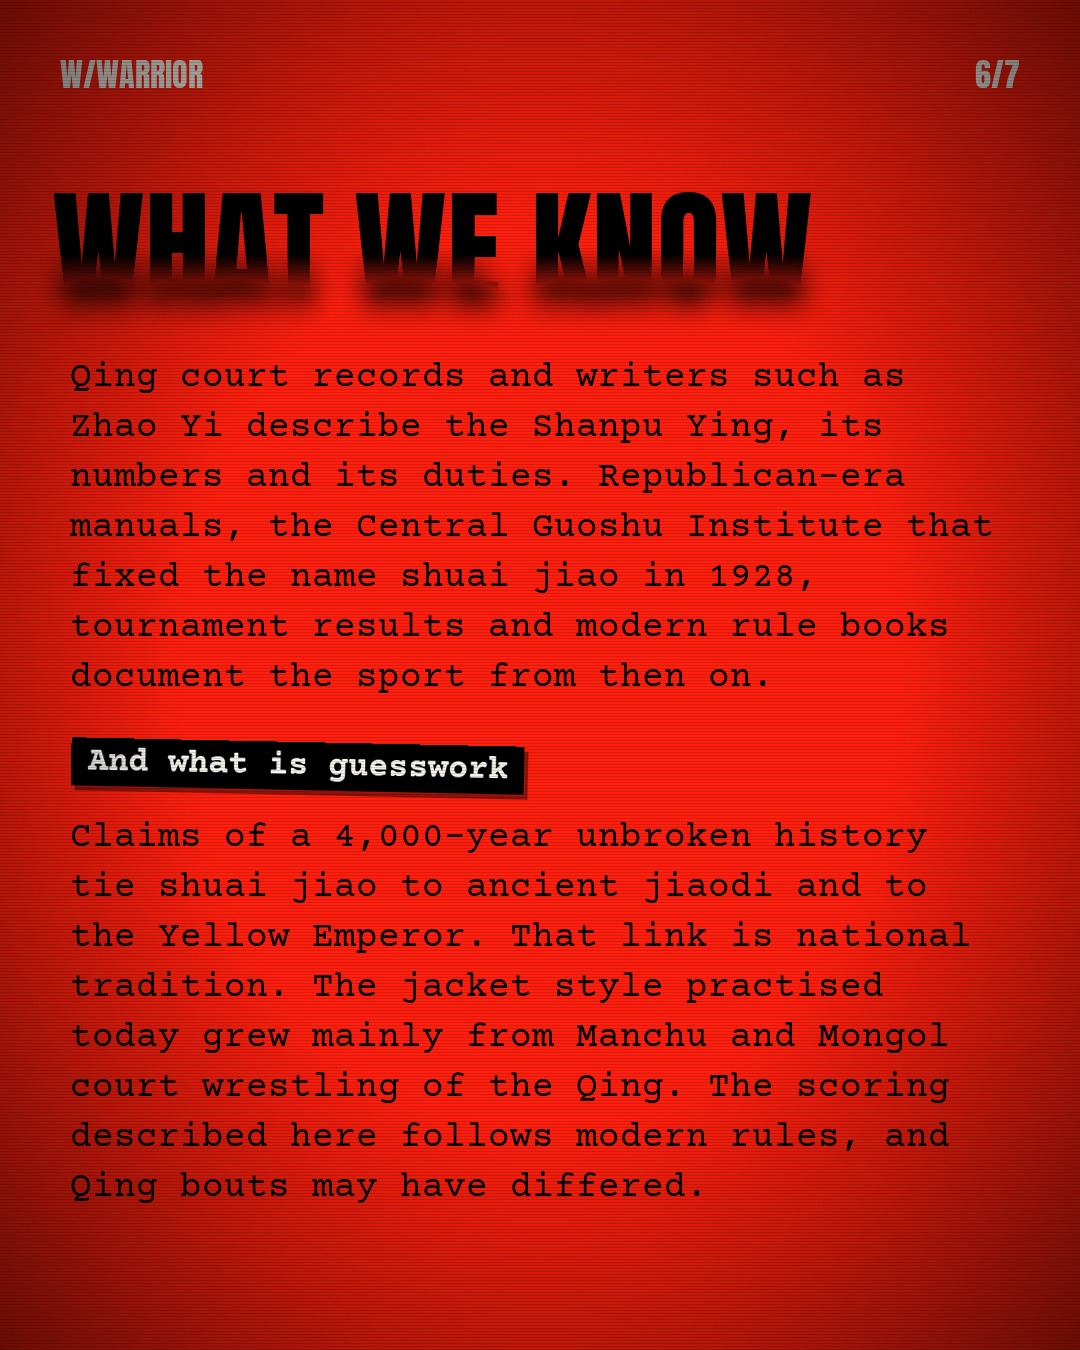 W/WARRIOR
6/7
WHAT WE KNOW
Qing court records and writers such as
Zhao Yi describe the Shanpu Ying, its
numbers and its duties. Republican-era
manuals, the Central Guoshu Institute that
fixed the name shuai jiao in 1928,
tournament results and modern rule books
document the sport from then on.
And what is guesswork
Claims of a 4,000-year unbroken history
tie shuai jiao to ancient jiaodi and to
the Yellow Emperor. That link is national
tradition. The jacket style practised
today grew mainly from Manchu and Mongol
court wrestling of the Qing. The scoring
described here follows modern rules, and
Qing bouts may have differed.